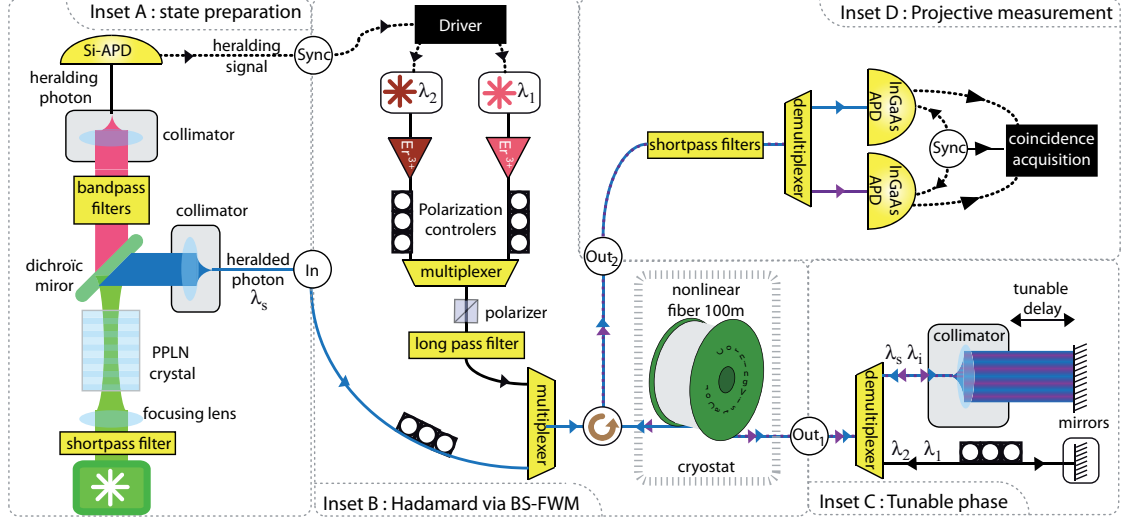 Inset A : state preparation
Si-APD
heralding
signal
Sync
heralding
photon
collimator
bandpass
filters
collimator
dichroïc
miror
heralded
photon
λs
In
PPLN
crystal
focusing lens
shortpass filter
Driver
λ2
λ1
Er3+
Er3+
Polarization
controlers
multiplexer
polarizer
long pass filter
multiplexer
Inset B : Hadamard via BS-FWM
Inset D : Projective measurement
shortpass filters
demultiplexer
InGaAs
APD
InGaAs
APD
Sync
coincidence
acquisition
Out2
nonlinear
fiber 100m
cryostat
Out1
tunable
delay
collimator
λs λi
demultiplexer
mirrors
λ2 λ1
Inset C : Tunable phase